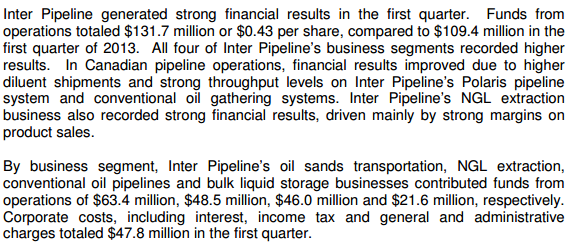 Inter Pipeline generated strong financial results in the first quarter. Funds from
operations totaled $131.7 million or $0.43 per share, compared to $109.4 million in the
first quarter of 2013. All four of Inter Pipeline's business segments recorded higher
results. In Canadian pipeline operations, financial results improved due to higher
diluent shipments and strong throughput levels on Inter Pipeline's Polaris pipeline
system and conventional oil gathering systems. Inter Pipeline's NGL extraction
business also recorded strong financial results, driven mainly by strong margins on
product sales.
By business segment, Inter Pipeline's oil sands transportation, NGL extraction,
conventional oil pipelines and bulk liquid storage businesses contributed funds from
operations of $63.4 million, $48.5 million, $46.0 million and $21.6 million, respectively.
Corporate costs, including interest, income tax and general and administrative
charges totaled $47.8 million in the first quarter.